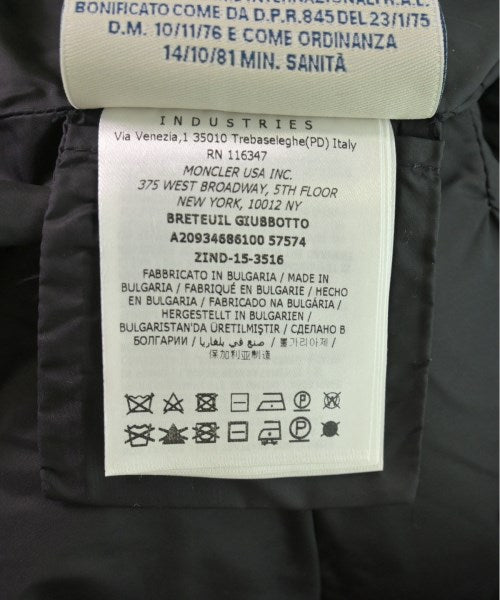 BONIFICATO COME DA D.P.R. 845 DEL 23/1/75
D.M. 10/11/76 E COME ORDINANZA
14/10/81 MIN. SANITÀ
INDUSTRIES
Via Venezia,1 35010 Trebaseleghe(PD) Italy
RN 116347
MONCLER USA INC.
375 WEST BROADWAY, 5TH FLOOR
NEW YORK, 10012 NY
BRETEUIL GIUBBOTTO
A20934686100 57574
ZIND-15-3516
FABBRICATO IN BULGARIA / MADE IN
BULGARIA / FABRIQUÉ EN BULGARIE / HECHO
EN BULGARIA / FABRICADO NA BULGÁRIA /
HERGESTELLT IN BULGARIEN /
BULGARISTAN'DA ÜRETILMIŞTIR / СДЕЛАНО В
БОЛГАРИИ / صنع في بلغاريا / 불가리아제 /
保加利亚制造